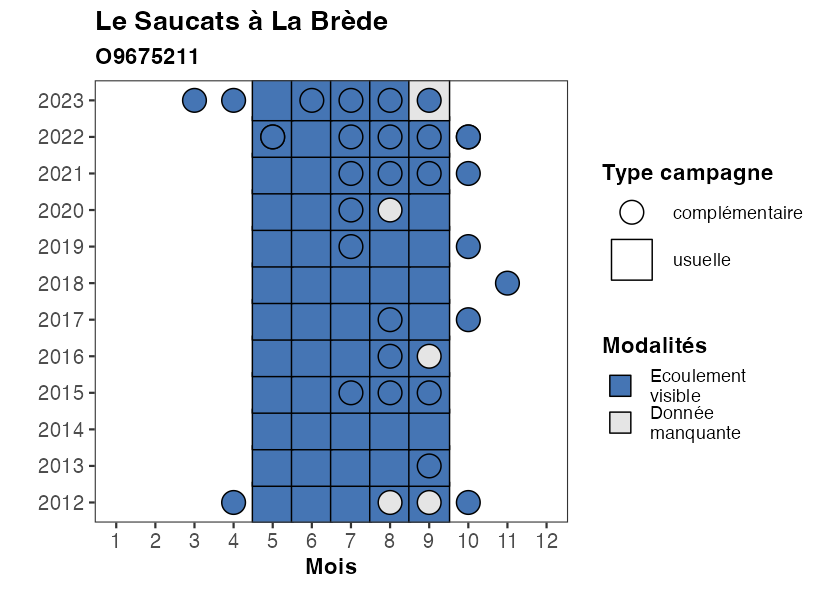 Le Saucats à La Brède
O9675211
2023
2022
2021
2020
2019
2018
2017
2016
2015
2014
2013
2012
1 2 3 4 5 6 7 8 9 10 11 12
Mois
Type campagne
complémentaire
usuelle
Modalités
Ecoulement
visible
Donnée
manquante